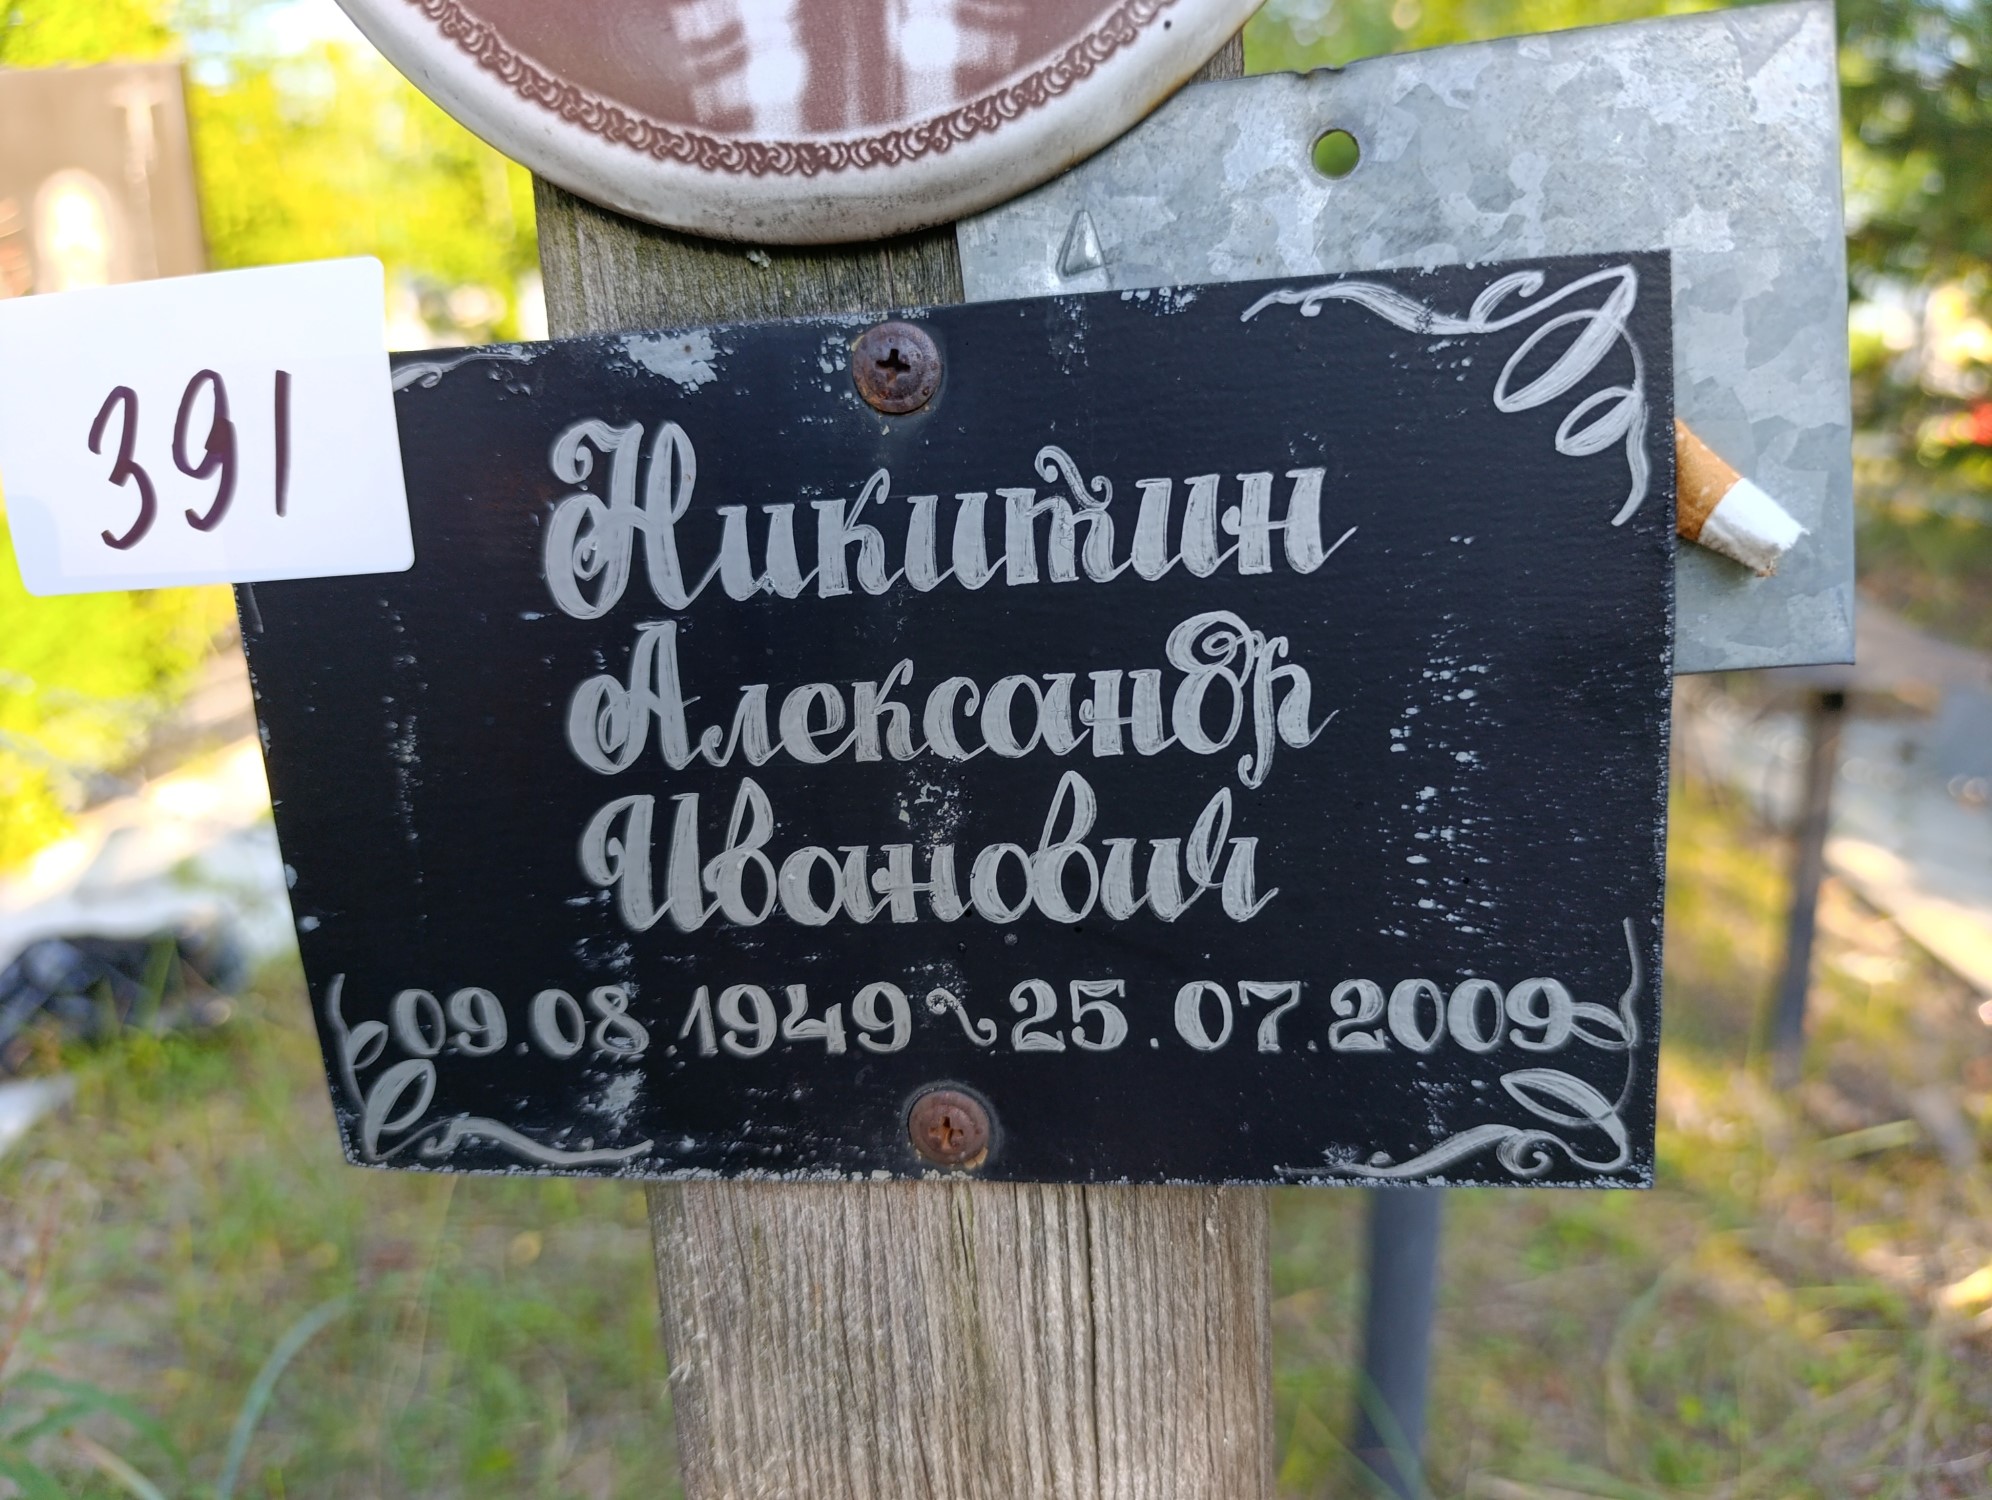 391
Никитин
Александр
Иванович
09.08.1949~25.07.2009